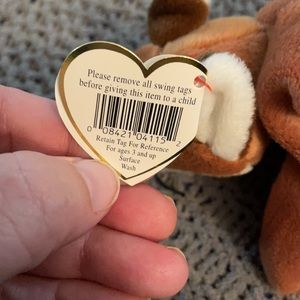 Please remove all swing tags
before giving this item to a child
0 08421 04115 2
Retain Tag For Reference
For ages 3 and up
Surface
Wash